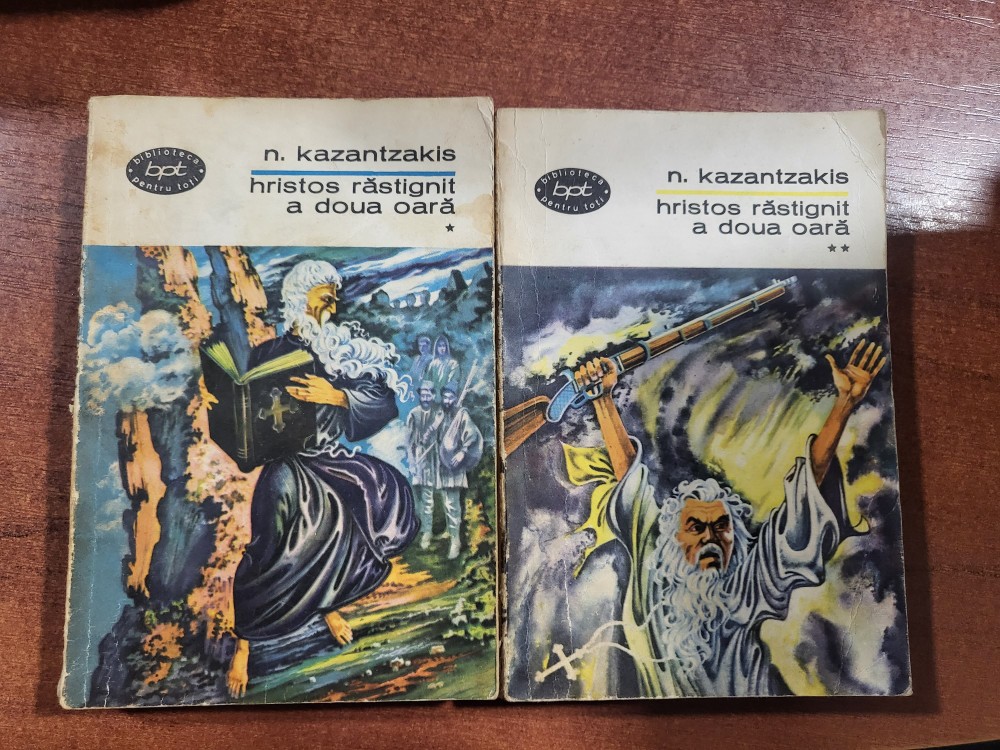 biblioteca
bpt
pentru toți
n. kazantzakis
hristos răstignit
a doua oară
*
biblioteca
bpt
pentru toți
n. kazantzakis
hristos răstignit
a doua oară
**